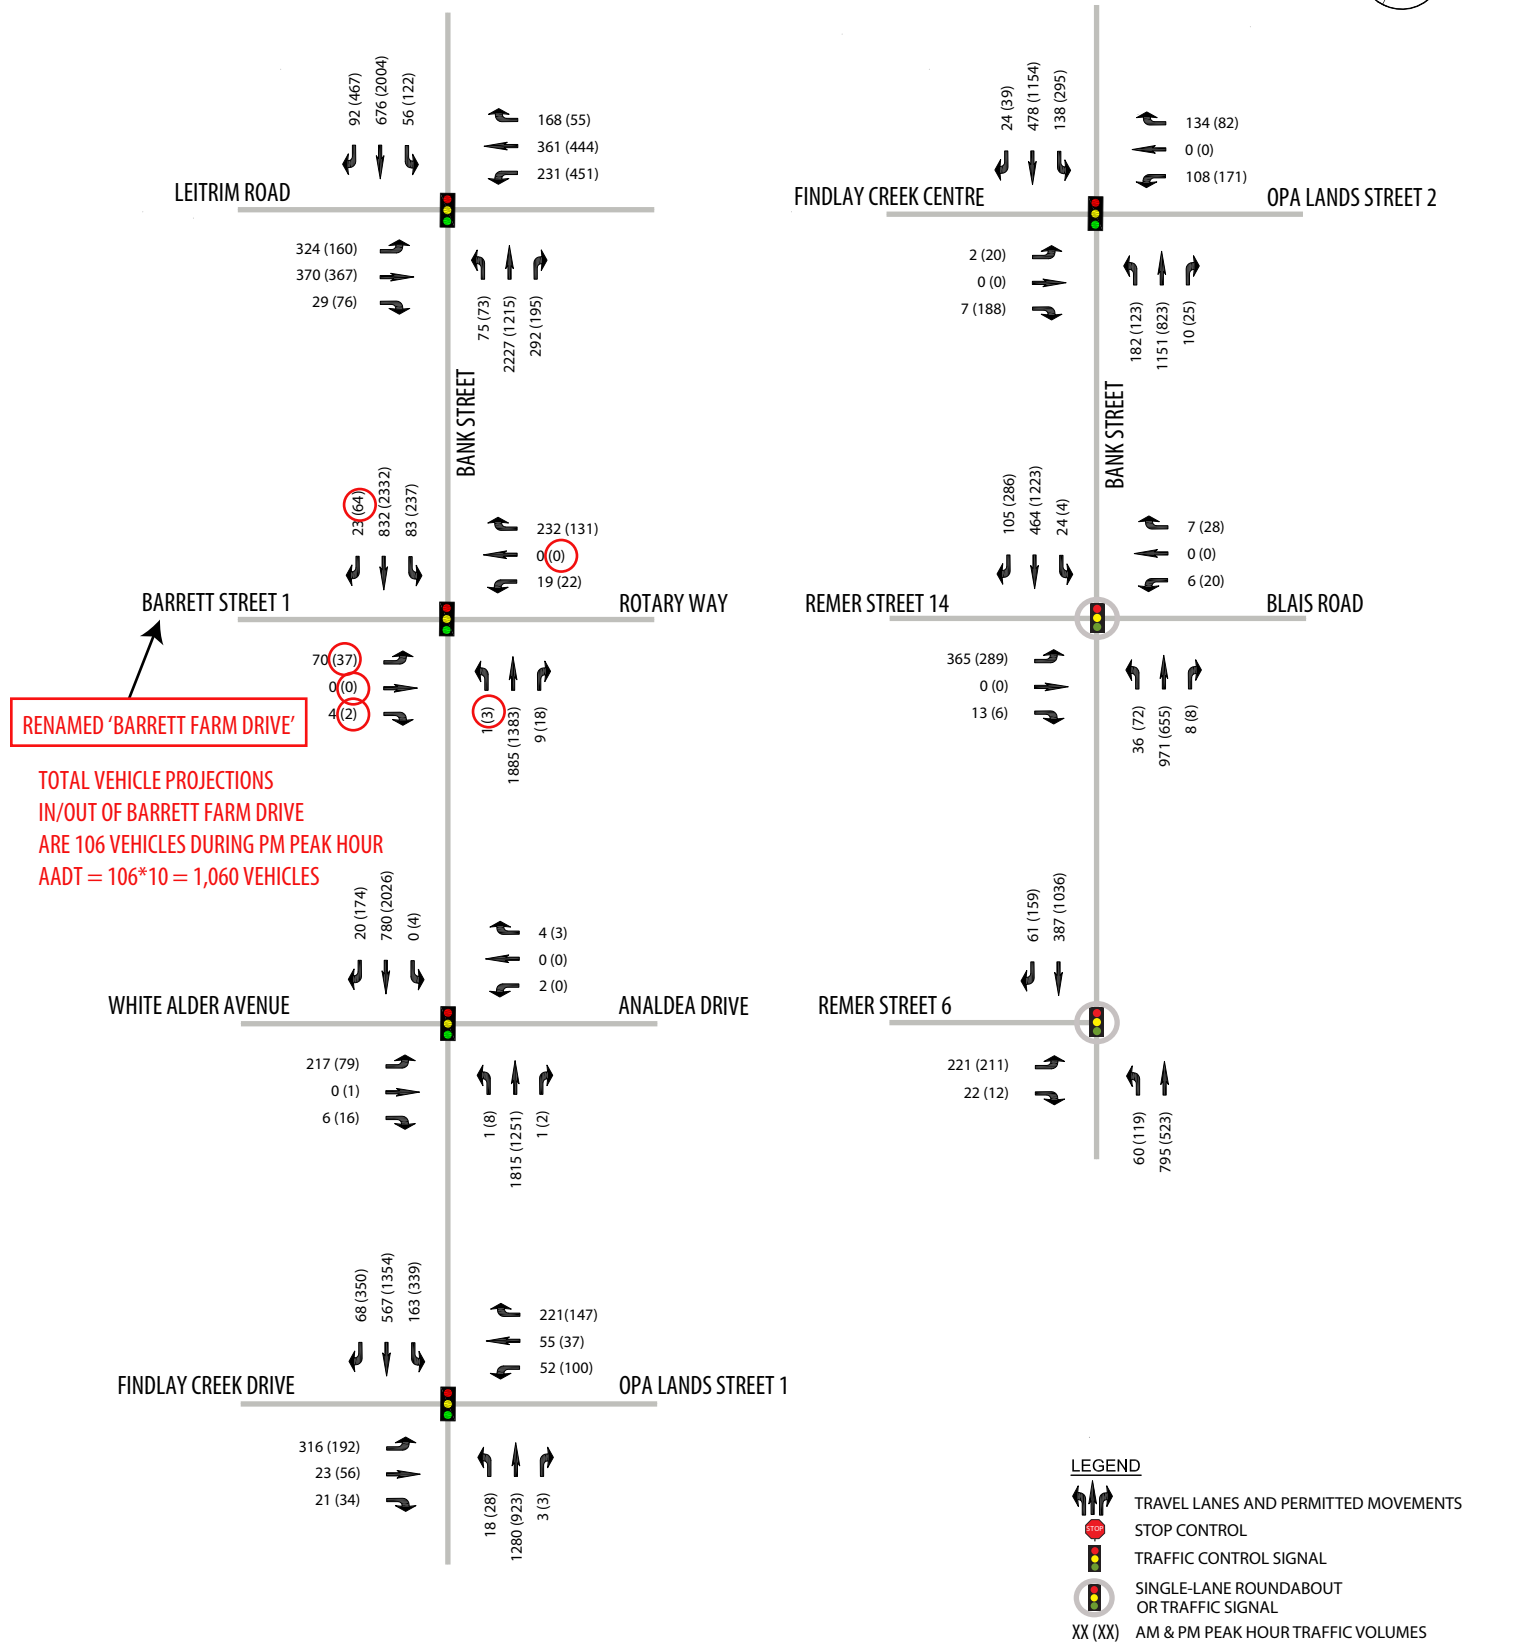 92 (467)
676 (2004)
56 (122)
168 (55)
361 (444)
231 (451)
LEITRIM ROAD
324 (160)
370 (367)
29 (76)
75 (73)
2227 (1215)
292 (195)
BANK STREET
23 (64)
832 (2332)
83 (237)
232 (131)
0 (0)
19 (22)
BARRETT STREET 1
ROTARY WAY
70 (37)
0 (0)
4 (2)
1 (3)
1885 (1383)
9 (18)
RENAMED ‘BARRETT FARM DRIVE’
TOTAL VEHICLE PROJECTIONS
IN/OUT OF BARRETT FARM DRIVE
ARE 106 VEHICLES DURING PM PEAK HOUR
AADT = 106*10 = 1,060 VEHICLES
20 (174)
780 (2026)
0 (4)
4 (3)
0 (0)
2 (0)
WHITE ALDER AVENUE
ANALDEA DRIVE
217 (79)
0 (1)
6 (16)
1 (8)
1815 (1251)
1 (2)
68 (350)
567 (1354)
163 (339)
221(147)
55 (37)
52 (100)
FINDLAY CREEK DRIVE
OPA LANDS STREET 1
316 (192)
23 (56)
21 (34)
18 (28)
1280 (923)
3 (3)
24 (39)
478 (1154)
138 (295)
134 (82)
0 (0)
108 (171)
FINDLAY CREEK CENTRE
OPA LANDS STREET 2
2 (20)
0 (0)
7 (188)
182 (123)
1151 (823)
10 (25)
BANK STREET
105 (286)
464 (1223)
24 (4)
7 (28)
0 (0)
6 (20)
REMER STREET 14
BLAIS ROAD
365 (289)
0 (0)
13 (6)
36 (72)
971 (655)
8 (8)
61 (159)
387 (1036)
REMER STREET 6
221 (211)
22 (12)
60 (119)
795 (523)
LEGEND
TRAVEL LANES AND PERMITTED MOVEMENTS
STOP
STOP CONTROL
TRAFFIC CONTROL SIGNAL
SINGLE-LANE ROUNDABOUT
OR TRAFFIC SIGNAL
XX (XX) AM & PM PEAK HOUR TRAFFIC VOLUMES